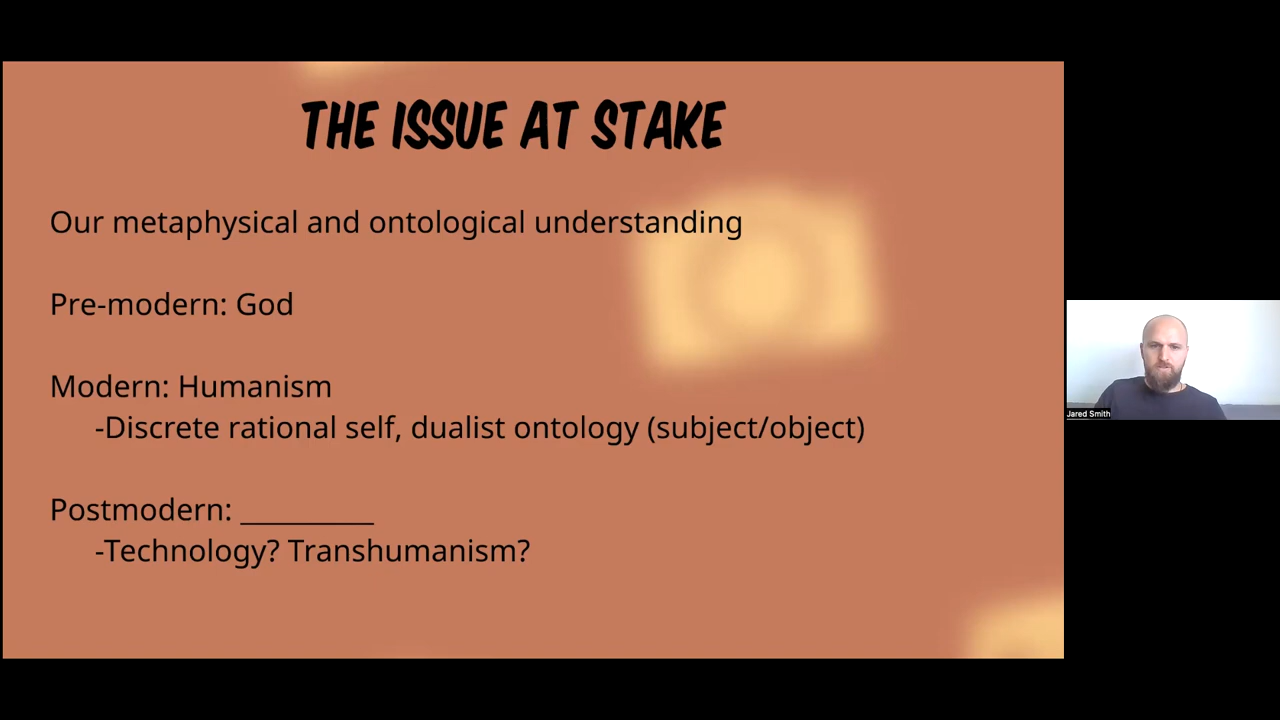 THE ISSUE AT STAKE
Our metaphysical and ontological understanding
Pre-modern: God
Modern: Humanism
-Discrete rational self, dualist ontology (subject/object)
Postmodern: _________
-Technology? Transhumanism?
Jared Smith